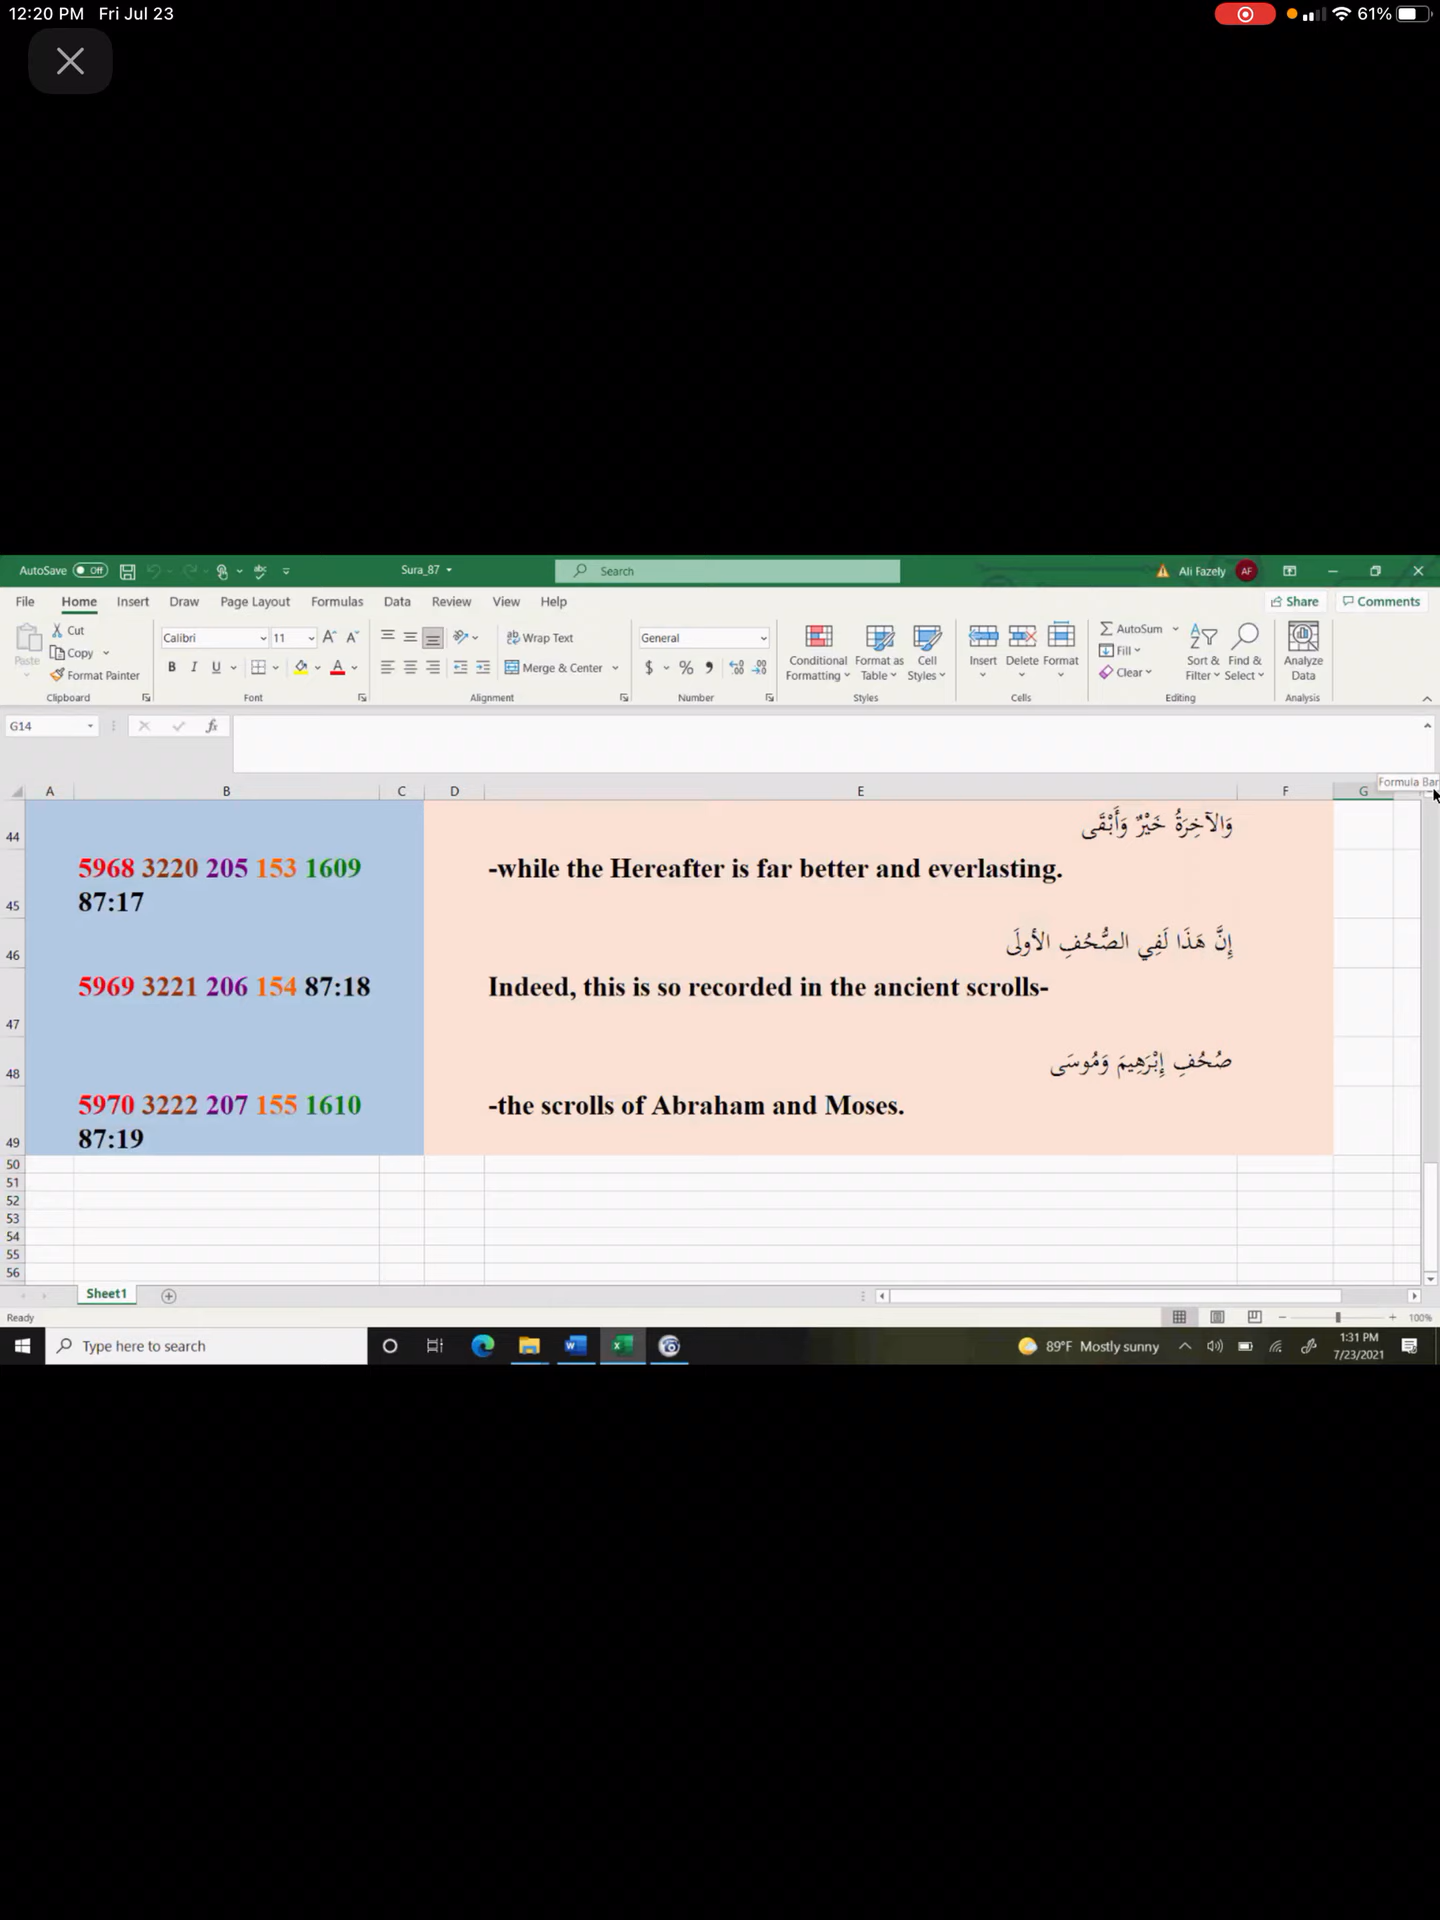 12:20 PM Fri Jul 23
61%
AutoSave Off
Sura_87
Search
Ali Fazely AF
File Home Insert Draw Page Layout Formulas Data Review View Help
Share Comments
Paste
Cut
Copy
Format Painter
Clipboard
Calibri 11 A A
B I U A
Font
ab Wrap Text
Merge & Center
Alignment
General
$ % 9
Number
Conditional Formatting
Format as Table
Cell Styles
Styles
Insert Delete Format
Cells
AutoSum
Fill
Clear
Sort & Filter
Find & Select
Editing
Analyze Data
Analysis
G14 fx
Formula Bar
A B C D E F G
44 وَالآخِرَةُ خَيْرٌ وَأَبْقَى
5968 3220 205 153 1609 -while the Hereafter is far better and everlasting.
45 87:17
46 إِنَّ هَذَا لَفِي الصُّحُفِ الأولَى
5969 3221 206 154 87:18 Indeed, this is so recorded in the ancient scrolls-
47
48 صُحُفِ إِبْرَهِيمَ وَمُوسَى
5970 3222 207 155 1610 -the scrolls of Abraham and Moses.
49 87:19
50
51
52
53
54
55
56
Sheet1
Ready 100%
Type here to search
89°F Mostly sunny
1:31 PM
7/23/2021